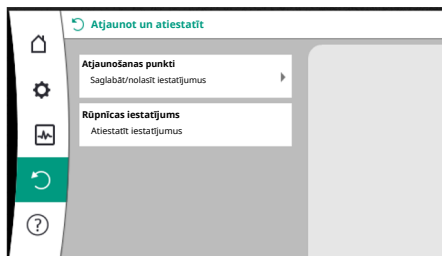 Atjaunot un atiestatīt
Atjaunošanas punkti
Saglabāt/nolasīt iestatījumus
Rūpnīcas iestatījums
Atiestatīt iestatījumus
?